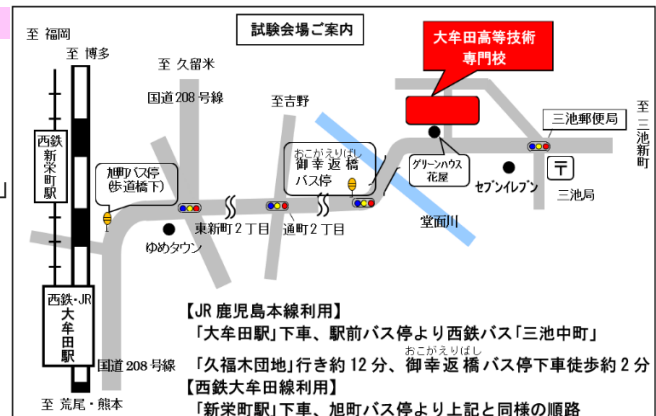 試験会場ご案内
大牟田高等技術
専門校
至 福岡
至 博多
至 久留米
国道208号線
至吉野
おこがえりばし
御幸返橋
バス停
三池郵便局
至 三池新町
西鉄
新栄町駅
旭町バス停
(歩道橋下)
グリーンハウス
花屋
〒
セブンイレブン
三池局
東新町2丁目
通町2丁目
堂面川
ゆめタウン
西鉄・JR
大牟田駅
国道208号線
至 荒尾・熊本
」
【JR鹿児島本線利用】
「大牟田駅」下車、駅前バス停より西鉄バス「三池中町」
おこがえりばし
「久福木団地」行き約12分、御幸返橋バス停下車徒歩約2分
【西鉄大牟田線利用】
「新栄町駅」下車、旭町バス停より上記と同様の順路